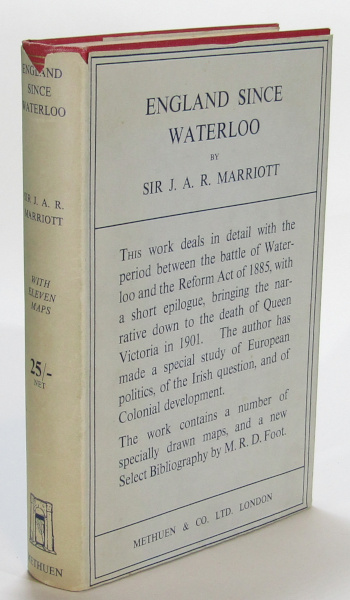 ENGLAND
SINCE
WATERLOO
SIR J. A. R.
MARRIOTT
WITH
ELEVEN
MAPS
25/-
NET
METHUEN
ENGLAND SINCE
WATERLOO
BY
SIR J. A. R. MARRIOTT
THIS work deals in detail with the
period between the battle of Water-
loo and the Reform Act of 1885, with
a short epilogue, bringing the nar-
rative down to the death of Queen
Victoria in 1901. The author has
made a special study of European
politics, of the Irish question, and of
Colonial development.
The work contains a number of
specially drawn maps, and a new
Select Bibliography by M. R. D. Foot.
METHUEN & CO. LTD. LONDON